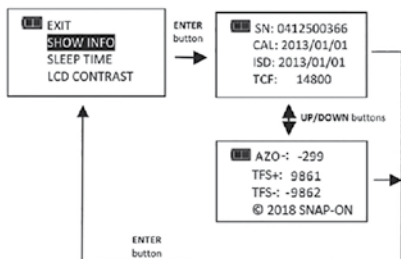 EXIT
SHOW INFO
SLEEP TIME
LCD CONTRAST
ENTER
button
SN: 0412500366
CAL: 2013/01/01
ISD: 2013/01/01
TCF: 14800
UP/DOWN buttons
AZO-: -299
TFS+: 9861
TFS-: -9862
© 2018 SNAP-ON
ENTER
button